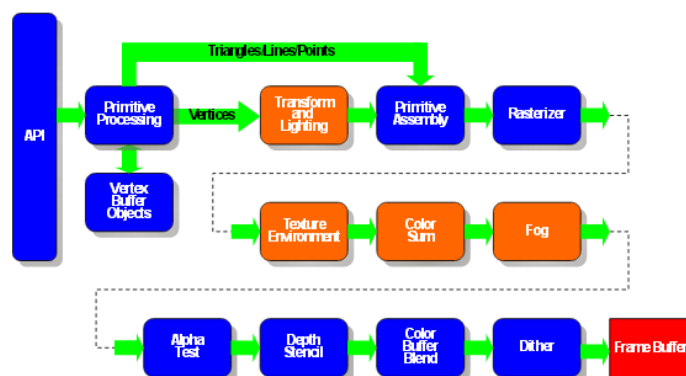 Triangles/Lines/Points
API
Primitive
Processing
Vertices
Transform
and
Lighting
Primitive
Assembly
Rasterizer
Vertex
Buffer
Objects
Texture
Environment
Color
Sum
Fog
Alpha
Test
Depth
Stencil
Color
Buffer
Blend
Dither
Frame Buffer